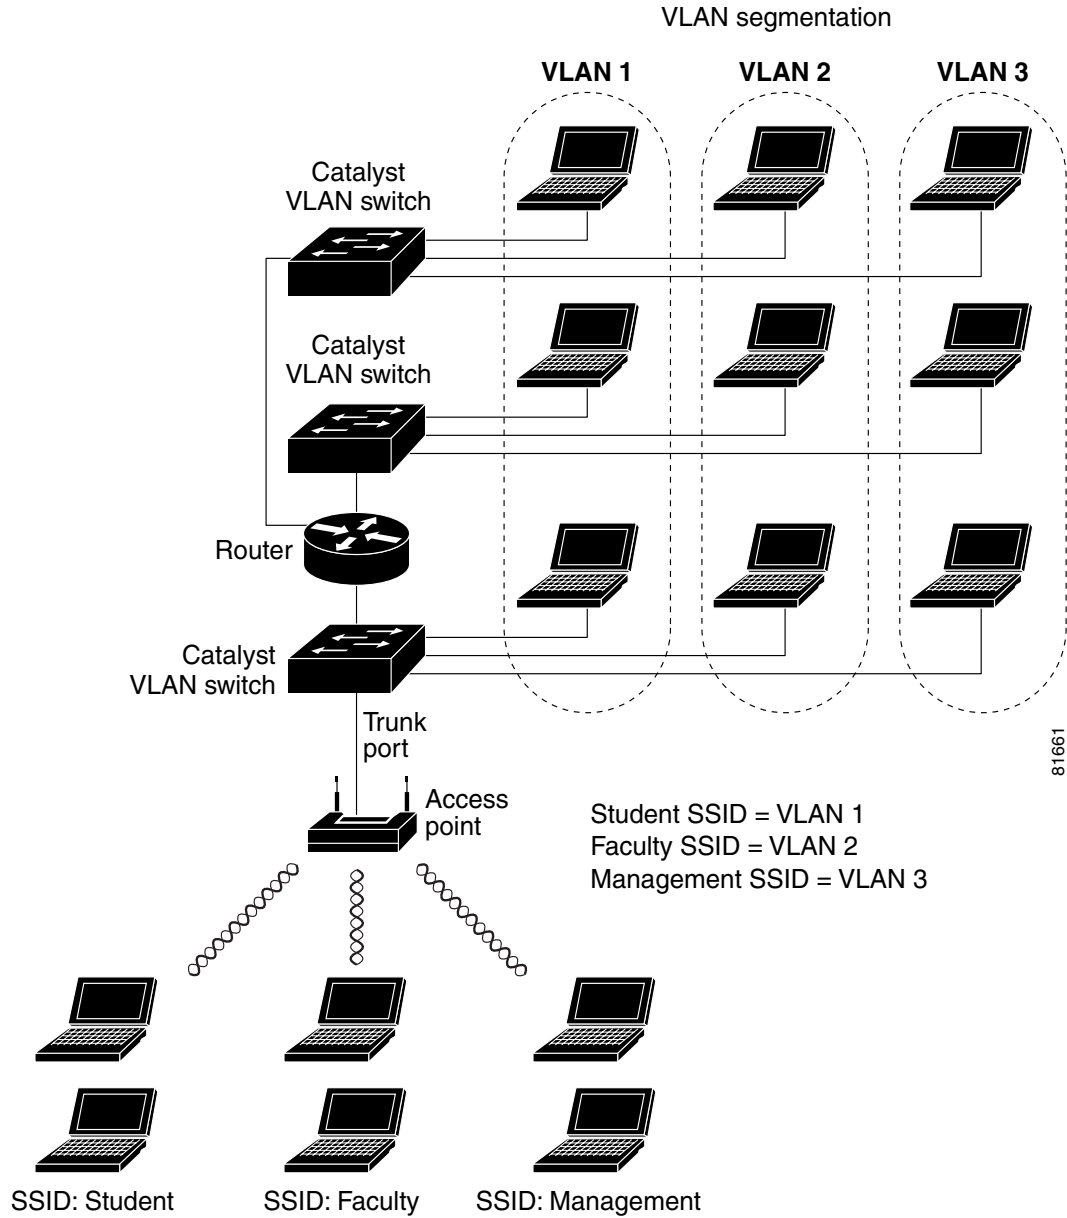 VLAN segmentation
VLAN 1
VLAN 2
VLAN 3
Catalyst
VLAN switch
Catalyst
VLAN switch
Router
Catalyst
VLAN switch
Trunk
port
81661
Access
point
Student SSID = VLAN 1
Faculty SSID = VLAN 2
Management SSID = VLAN 3
SSID: Student
SSID: Faculty
SSID: Management